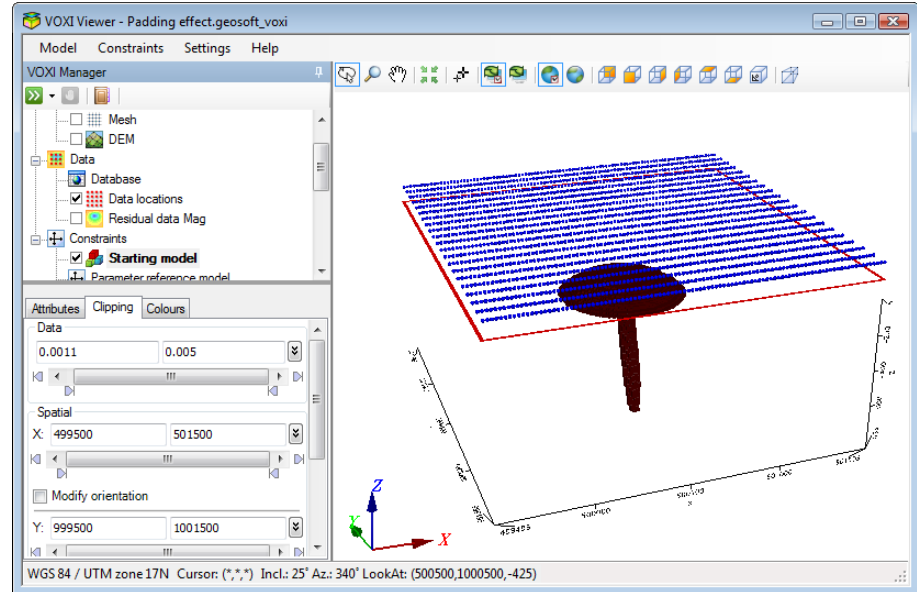 VOXI Viewer - Padding effect.geosoft_voxi
Model Constraints Settings Help
VOXI Manager
Mesh
DEM
Data
Database
Data locations
Residual data Mag
Constraints
Starting model
Parameter reference model
Attributes Clipping Colours
Data
0.0011 0.005
Spatial
X: 499500 501500
Modify orientation
Y: 999500 1001500
Z
Y
X
WGS 84 / UTM zone 17N Cursor: (*,*,*) Incl.: 25° Az.: 340° LookAt: (500500,1000500,-425)